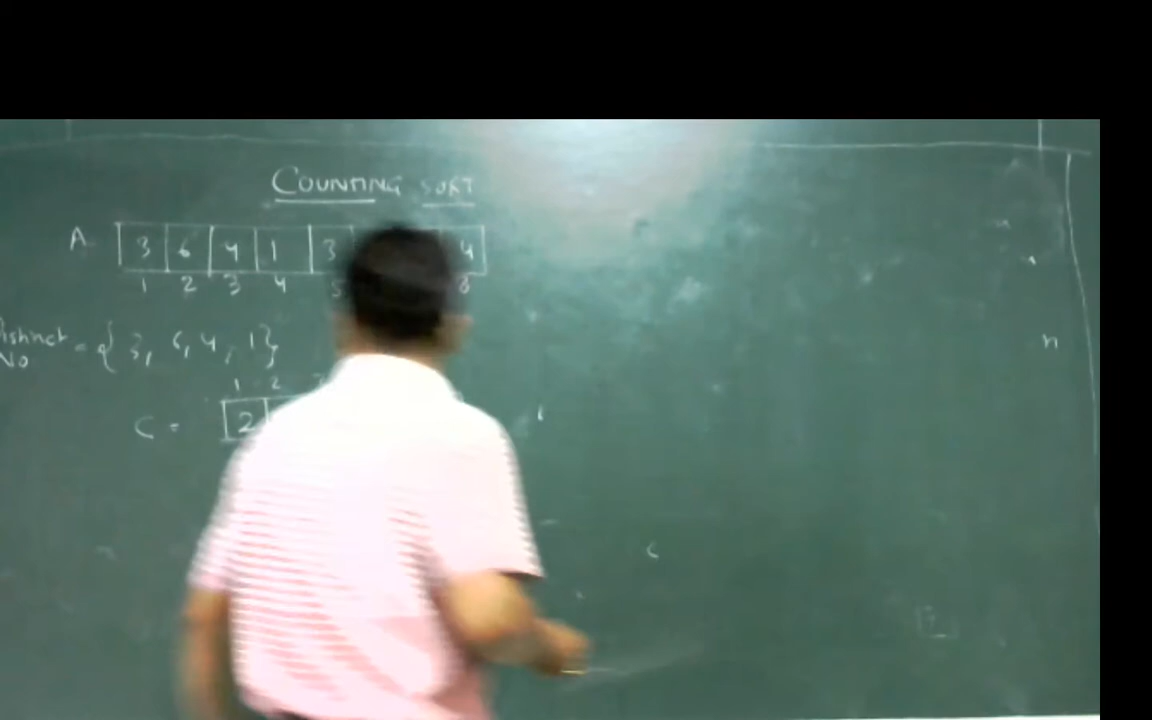 COUNTING SORT
A 3 6 4 1 3 4
1 2 3 4 5 8
Distinct No = { 3, 6, 4, 1 }
1 2
C = 2
n